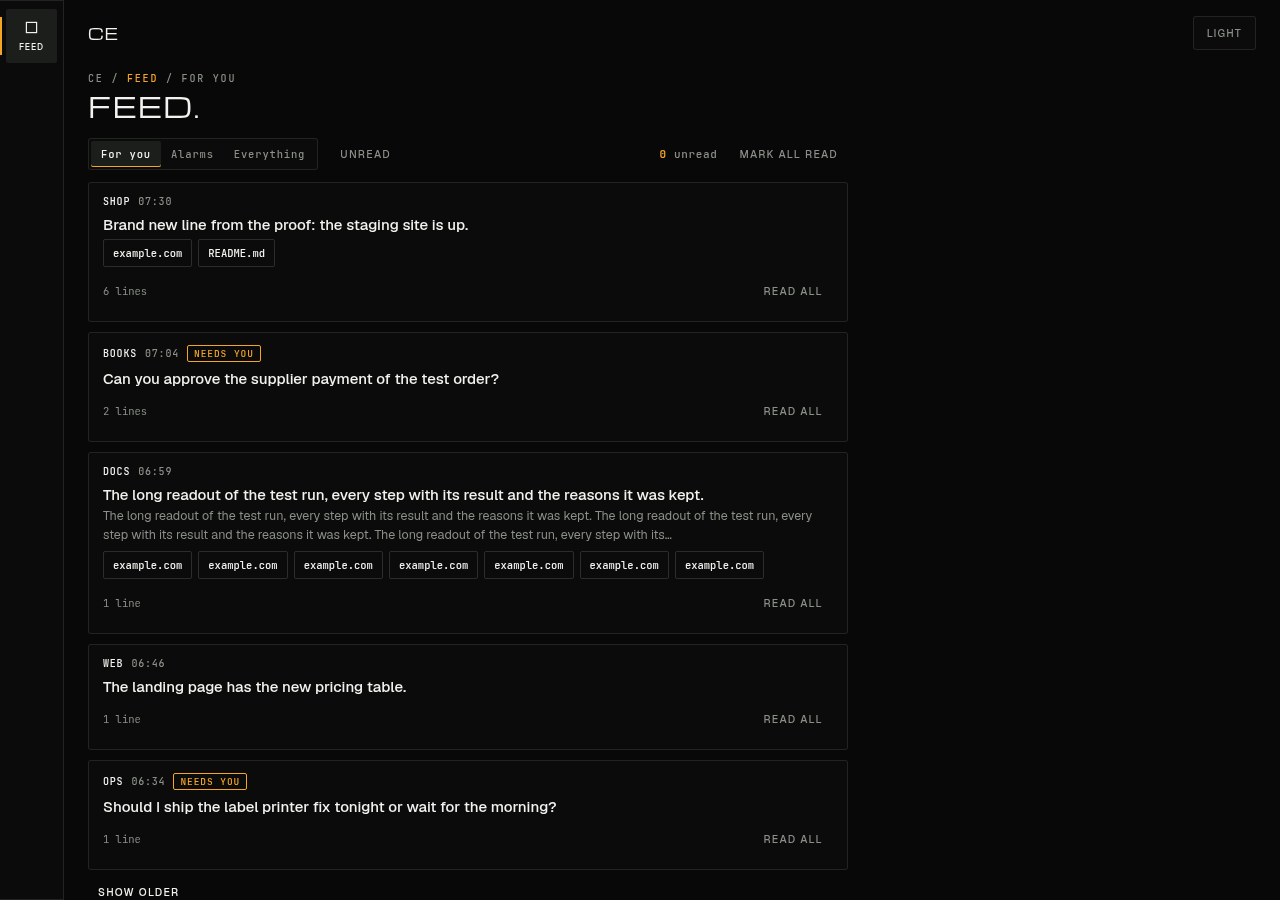 FEED
CE
LIGHT
CE / FEED / FOR YOU
FEED.
For you Alarms Everything UNREAD 0 unread MARK ALL READ
SHOP 07:30
Brand new line from the proof: the staging site is up.
example.com README.md
6 lines READ ALL
BOOKS 07:04 NEEDS YOU
Can you approve the supplier payment of the test order?
2 lines READ ALL
DOCS 06:59
The long readout of the test run, every step with its result and the reasons it was kept.
The long readout of the test run, every step with its result and the reasons it was kept. The long readout of the test run, every
step with its result and the reasons it was kept. The long readout of the test run, every step with its…
example.com example.com example.com example.com example.com example.com example.com
1 line READ ALL
WEB 06:46
The landing page has the new pricing table.
1 line READ ALL
OPS 06:34 NEEDS YOU
Should I ship the label printer fix tonight or wait for the morning?
1 line READ ALL
SHOW OLDER